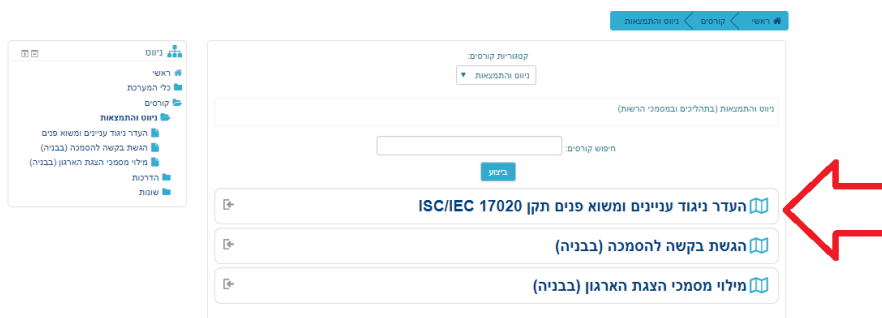 ראשי
קורסים
ניווט והתמצאות
ניווט
ראשי
כלי המערכת
קורסים
ניווט והתמצאות
העדר ניגוד עניינים ומשוא פנים
הגשת בקשה להסמכה (בבניה)
מילוי מסמכי הצגת הארגון (בבניה)
הדרכות
שונות
קטגוריות קורסים:
ניווט והתמצאות
ניווט והתמצאות (בתהליכים ובמסמכי הרשות)
חיפוש קורסים:
ביצוע
העדר ניגוד עניינים ומשוא פנים תקן ISC/IEC 17020
הגשת בקשה להסמכה (בבניה)
מילוי מסמכי הצגת הארגון (בבניה)